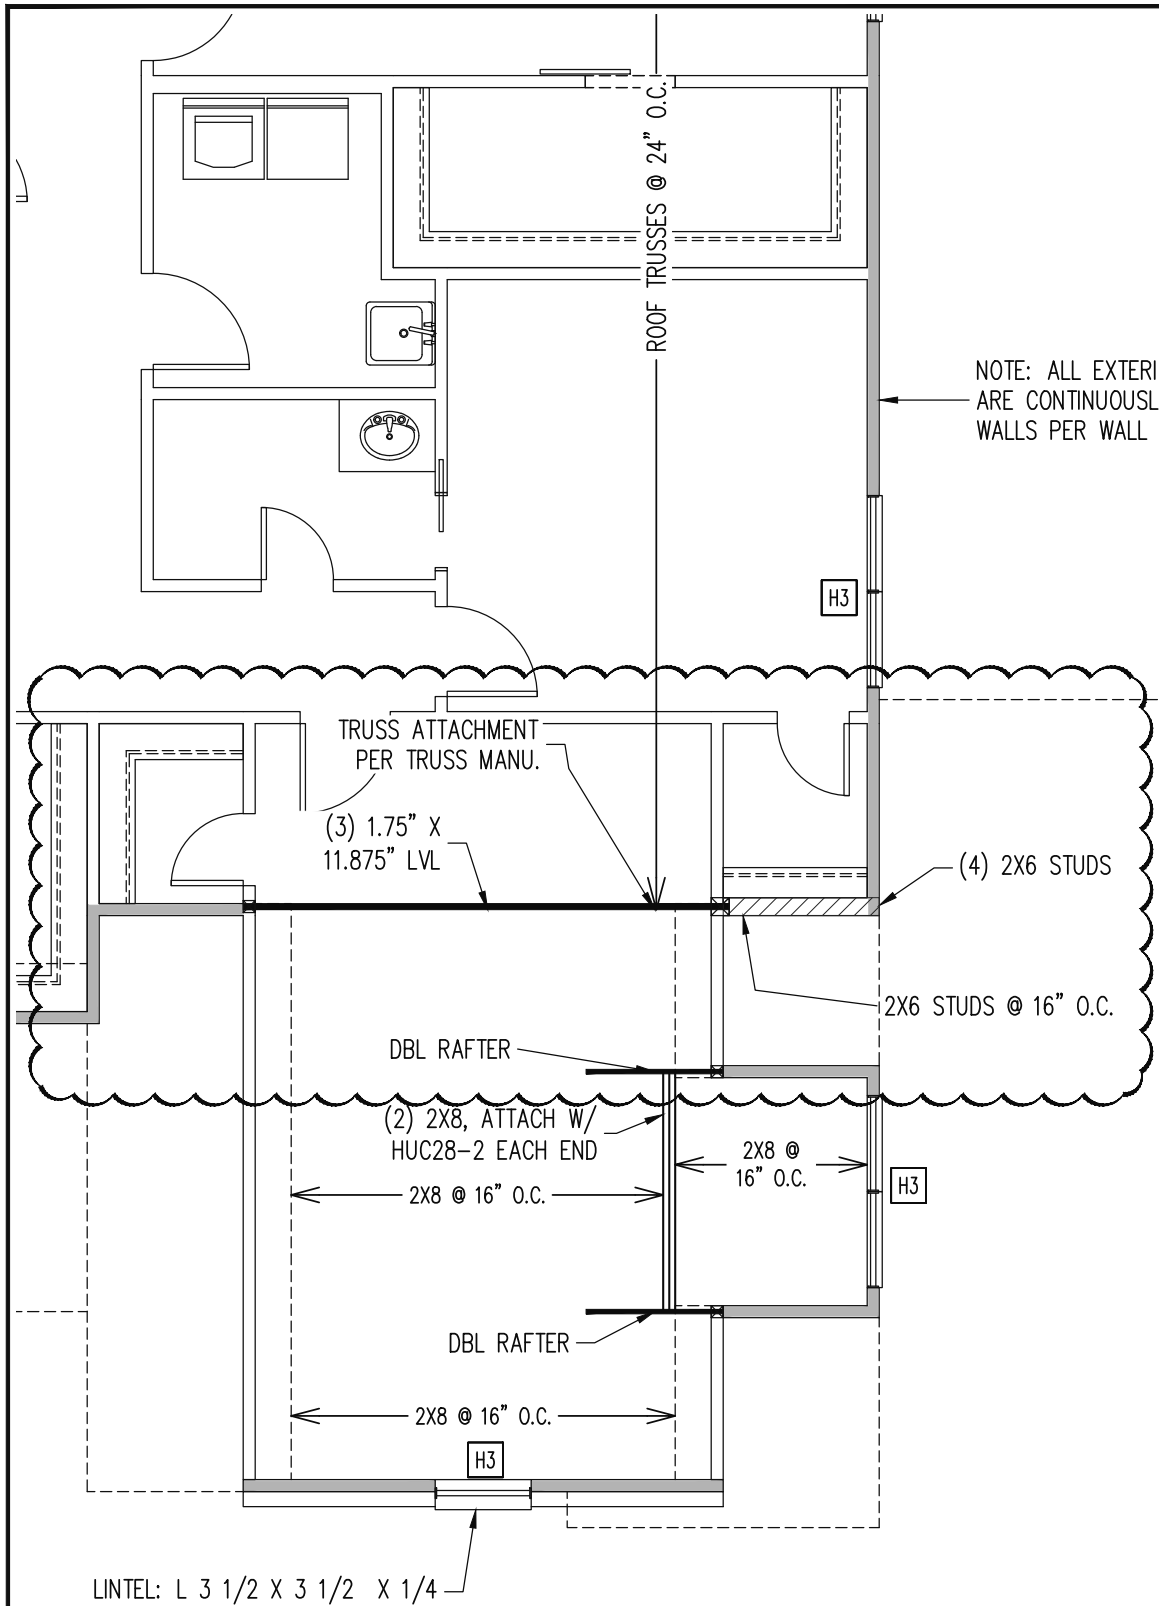 ROOF TRUSSES @ 24" O.C.
NOTE: ALL EXTERI
ARE CONTINUOUSL
WALLS PER WALL
H3
TRUSS ATTACHMENT
PER TRUSS MANU.
(3) 1.75" X
11.875" LVL
(4) 2X6 STUDS
2X6 STUDS @ 16" O.C.
DBL RAFTER
(2) 2X8, ATTACH W/
HUC28-2 EACH END
2X8 @
16" O.C.
2X8 @ 16" O.C.
H3
DBL RAFTER
2X8 @ 16" O.C.
H3
LINTEL: L 3 1/2 X 3 1/2 X 1/4